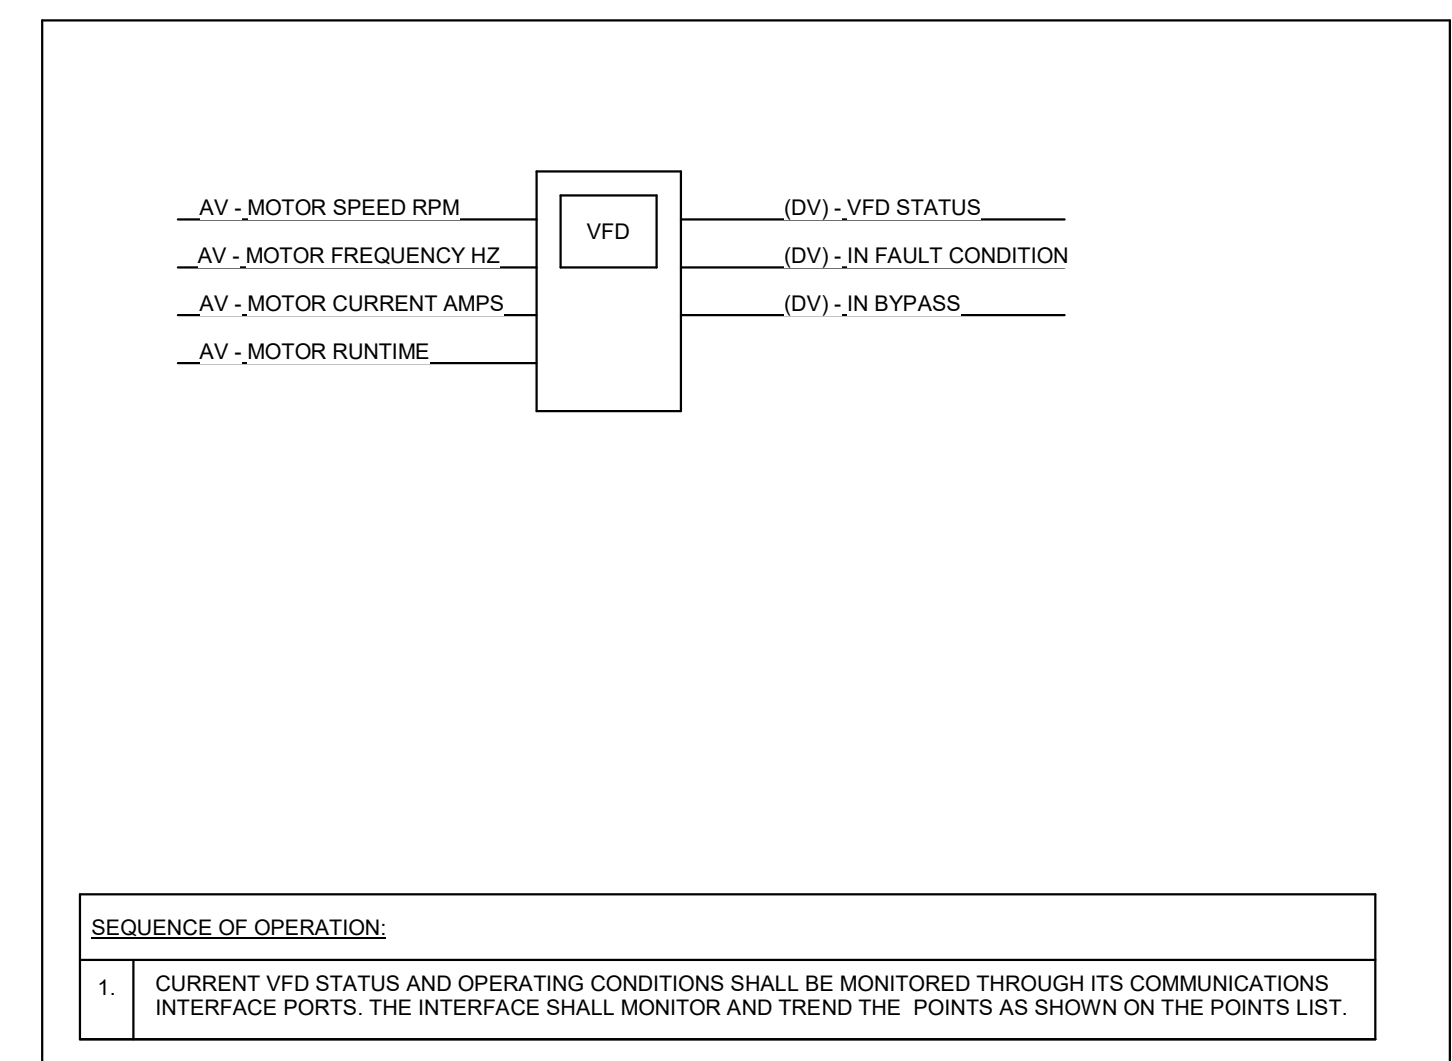 AV - MOTOR SPEED RPM
AV - MOTOR FREQUENCY HZ
AV - MOTOR CURRENT AMPS
AV - MOTOR RUNTIME
VFD
(DV) - VFD STATUS
(DV) - IN FAULT CONDITION
(DV) - IN BYPASS
SEQUENCE OF OPERATION:
1. CURRENT VFD STATUS AND OPERATING CONDITIONS SHALL BE MONITORED THROUGH ITS COMMUNICATIONS
INTERFACE PORTS. THE INTERFACE SHALL MONITOR AND TREND THE  POINTS AS SHOWN ON THE POINTS LIST.